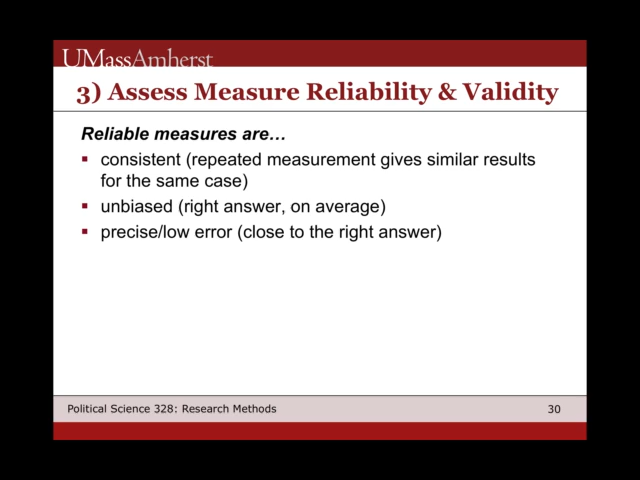 UMassAmherst
3) Assess Measure Reliability & Validity
Reliable measures are…
▪ consistent (repeated measurement gives similar results
for the same case)
▪ unbiased (right answer, on average)
▪ precise/low error (close to the right answer)
Political Science 328: Research Methods
30